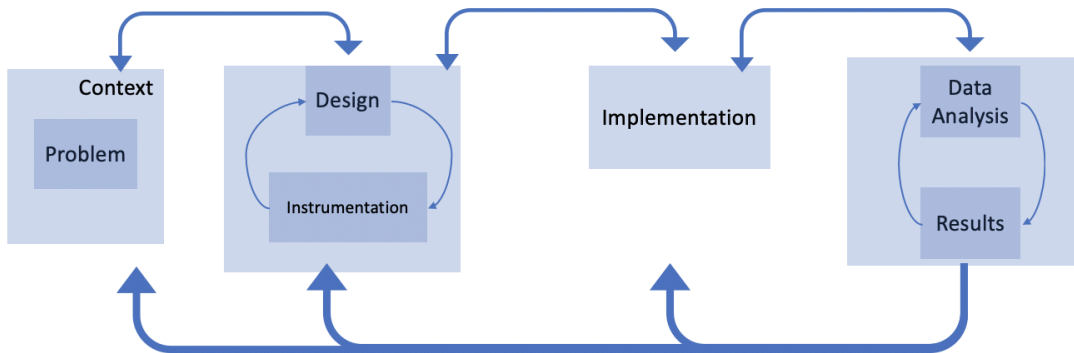 Context
Problem
Design
Instrumentation
Implementation
Data
Analysis
Results